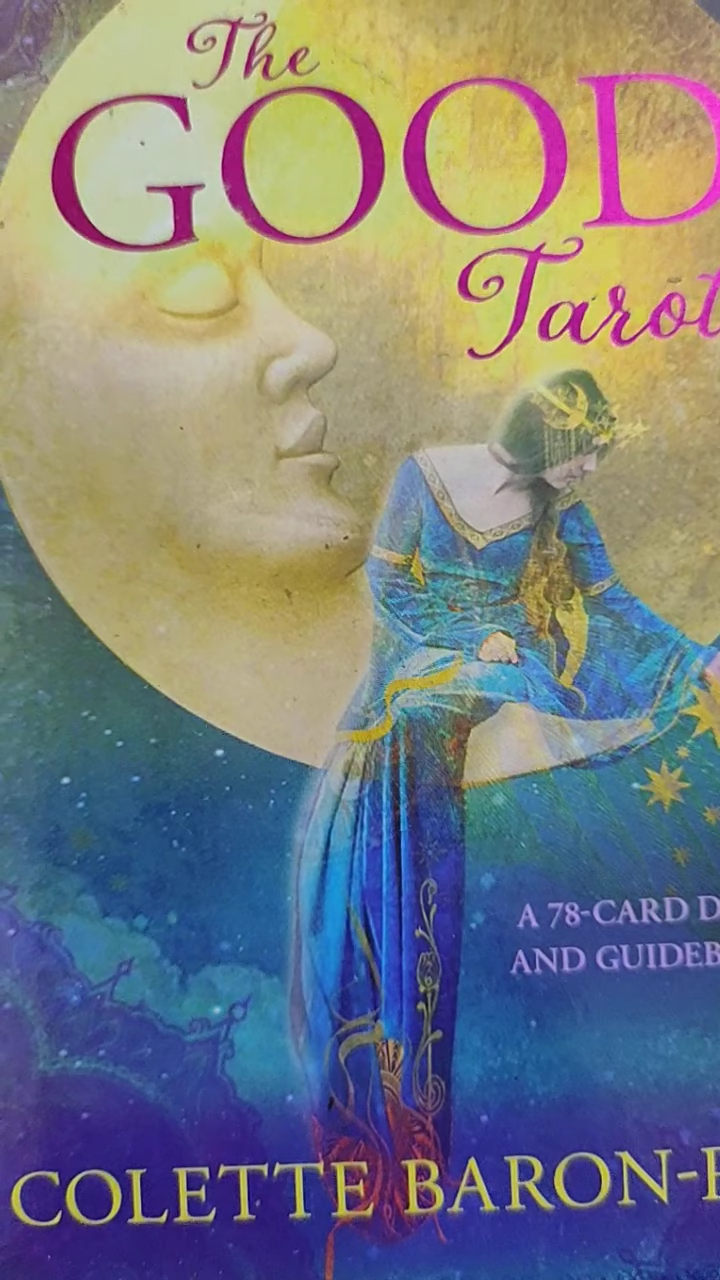 The
GOOD
Tarot
A 78-CARD D
AND GUIDEB
COLETTE BARON-